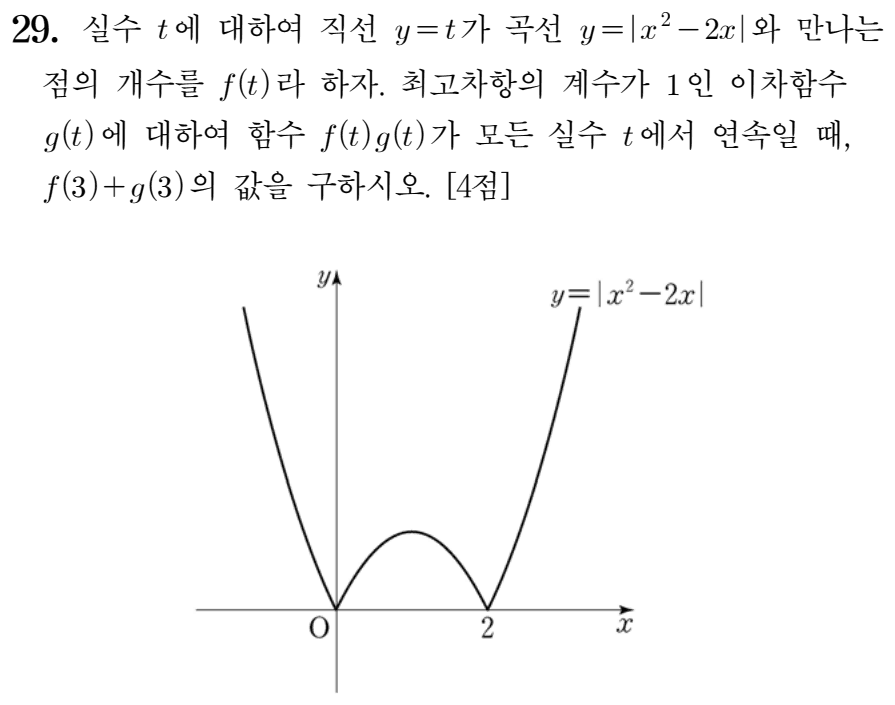 29. 실수 t에 대하여 직선 y=t가 곡선 y=|x²-2x|와 만나는
점의 개수를 f(t)라 하자. 최고차항의 계수가 1인 이차함수
g(t)에 대하여 함수 f(t)g(t)가 모든 실수 t에서 연속일 때,
f(3)+g(3)의 값을 구하시오. [4점]
y
y=|x²-2x|
O
2
x